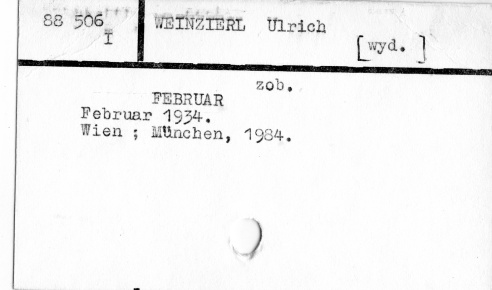 88 506
I
WEINZIERL Ulrich
[wyd.]
zob.
FEBRUAR
Februar 1934.
Wien ; München, 1984.